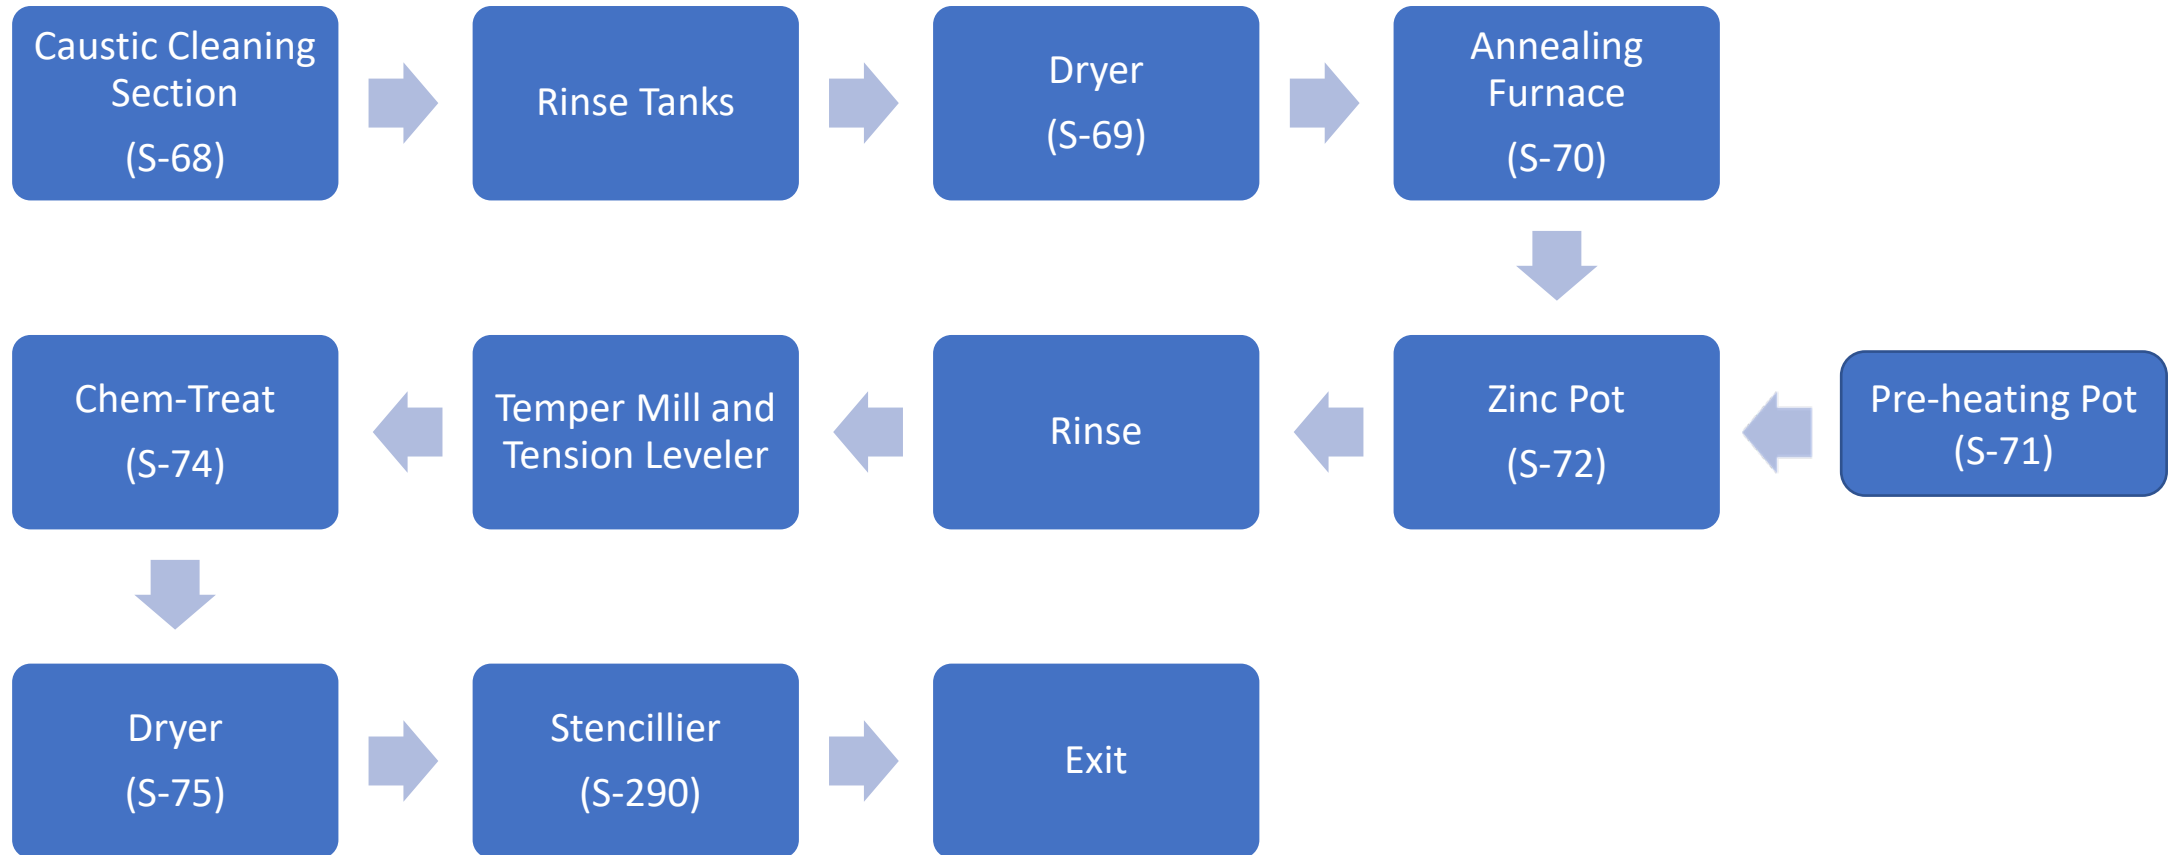 Caustic Cleaning
Section
(S-68)
Rinse Tanks
Dryer
(S-69)
Annealing
Furnace
(S-70)
Chem-Treat
(S-74)
Temper Mill and
Tension Leveler
Rinse
Zinc Pot
(S-72)
Pre-heating Pot
(S-71)
Dryer
(S-75)
Stencillier
(S-290)
Exit